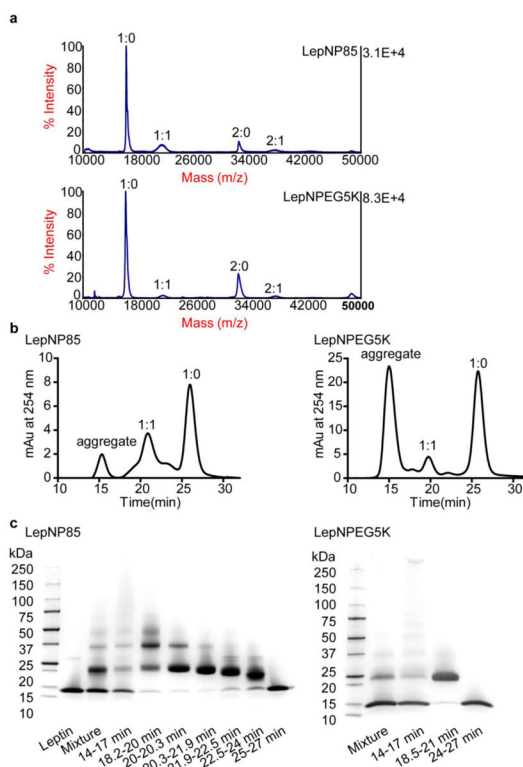 a
100
80
60
40
20
0
% Intensity
1:0
1:1
2:0
2:1
LepNP85
3.1E+4
10000 18000 26000 34000 42000 50000
Mass (m/z)
100
80
60
40
20
0
% Intensity
1:0
1:1
2:0
2:1
LepNPEG5K
8.3E+4
10000 18000 26000 34000 42000 50000
Mass (m/z)
b
LepNP85
10
8
6
4
2
0
mAu at 254 nm
aggregate
1:1
1:0
10 15 20 25 30
Time(min)
LepNPEG5K
25
20
15
10
5
0
mAu at 254 nm
aggregate
1:1
1:0
10 15 20 25 30
Time(min)
c
LepNP85
kDa
250
150
100
75
50
37
25
20
15
10
Leptin
Mixture
14-17 min
18.2-20 min
20-20.3 min
20.3-21.9 min
21.9-22.5 min
22.5-24 min
25-27 min
LepNPEG5K
kDa
250
150
100
75
50
37
25
20
15
10
Mixture
14-17 min
18.5-21 min
24-27 min